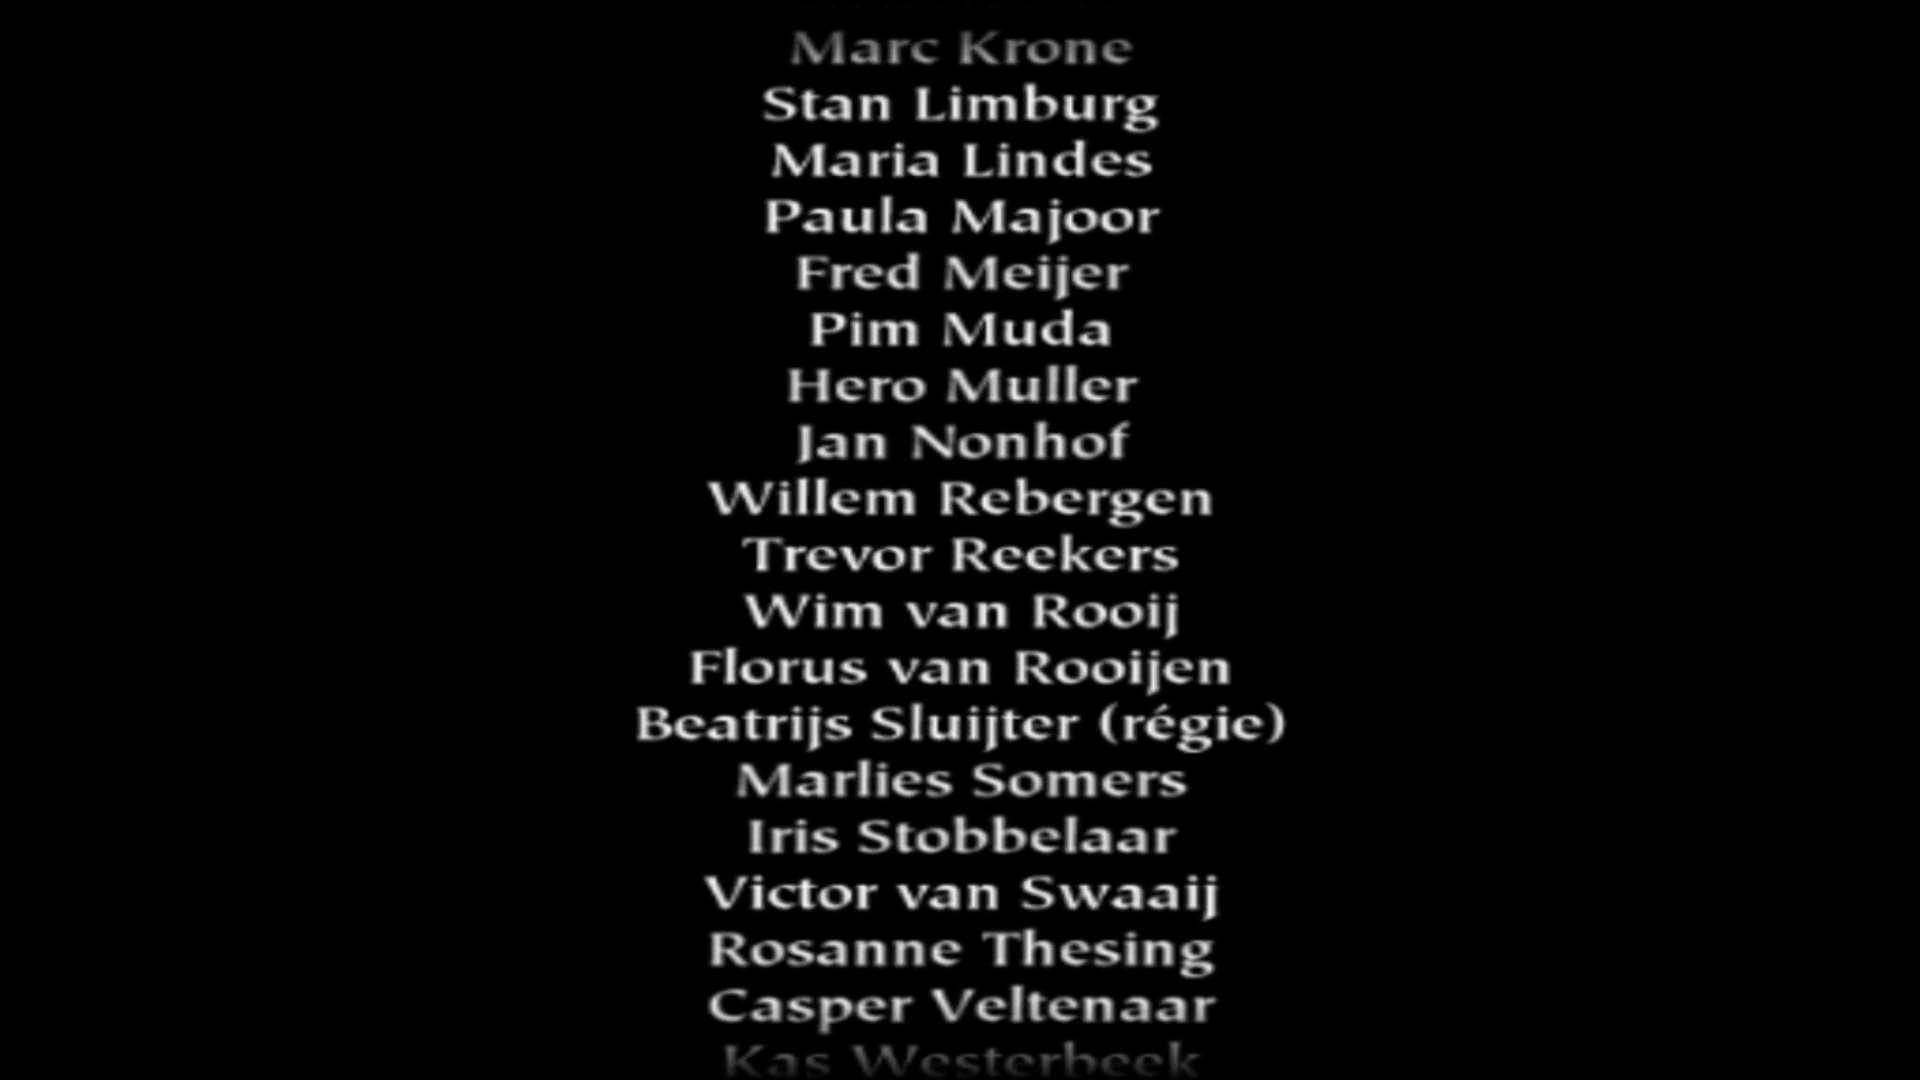 Marc Krone
Stan Limburg
Maria Lindes
Paula Majoor
Fred Meijer
Pim Muda
Hero Muller
Jan Nonhof
Willem Rebergen
Trevor Reekers
Wim van Rooij
Florus van Rooijen
Beatrijs Sluijter (régie)
Marlies Somers
Iris Stobbelaar
Victor van Swaaij
Rosanne Thesing
Casper Veltenaar
Kas Westerbeek